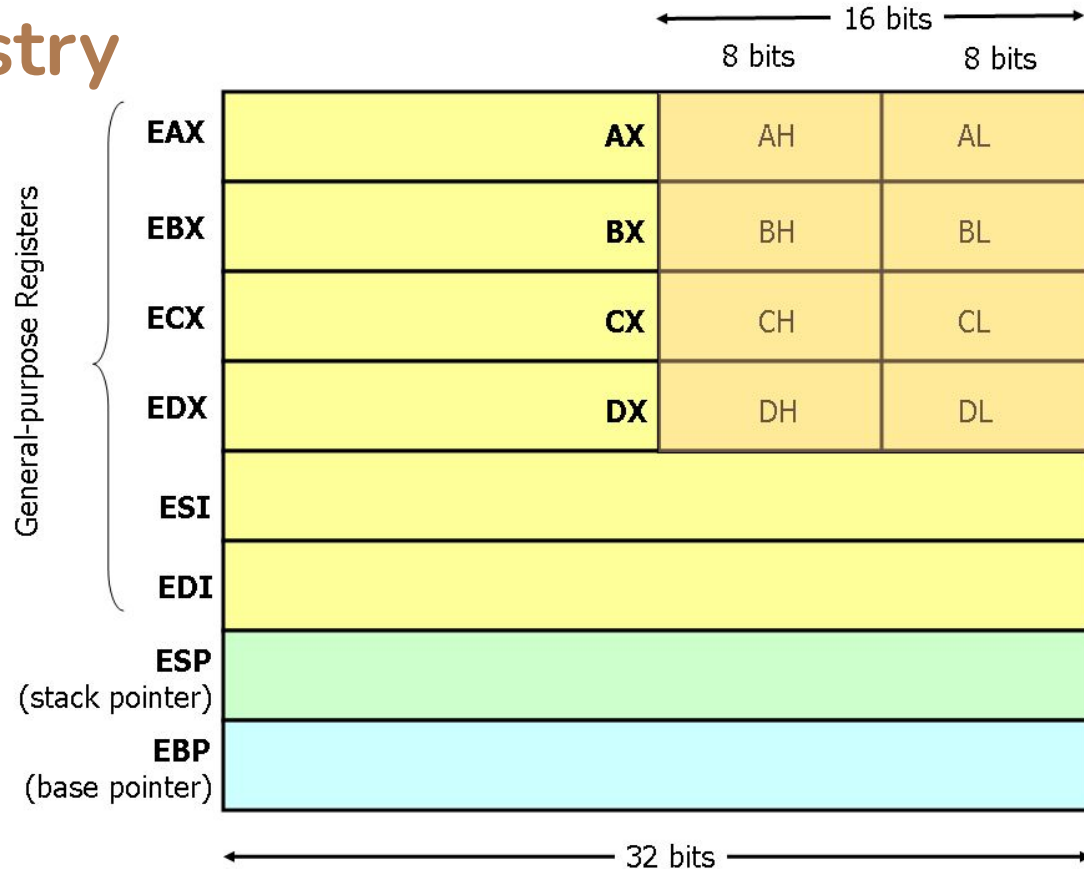 stry
16 bits
8 bits 8 bits
General-purpose Registers
EAX AX AH AL
EBX BX BH BL
ECX CX CH CL
EDX DX DH DL
ESI
EDI
ESP
(stack pointer)
EBP
(base pointer)
32 bits